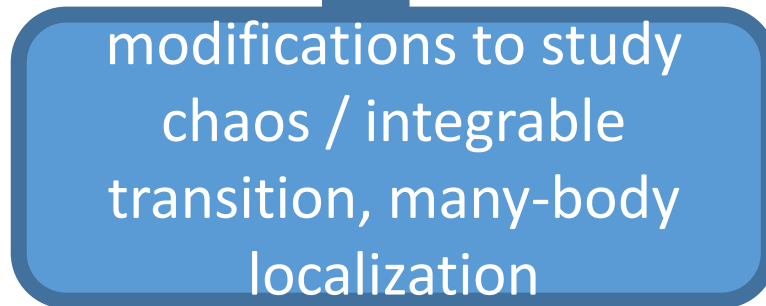 modifications to study
chaos / integrable
transition, many-body
localization